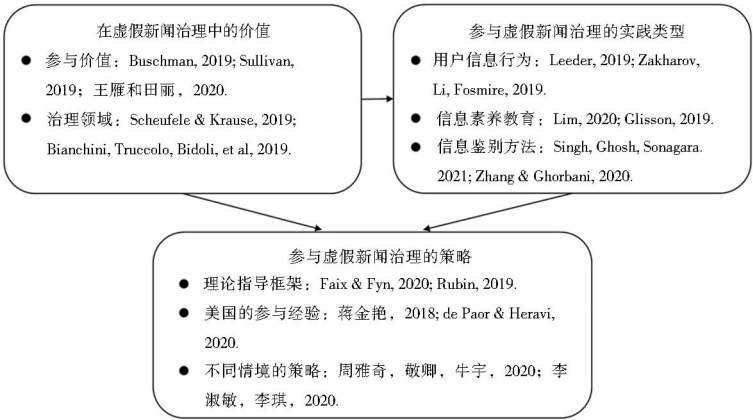 在虚假新闻治理中的价值
● 参与价值：Buschman, 2019; Sullivan,
2019；王雁和田丽，2020.
● 治理领域：Scheufele & Krause, 2019;
Bianchini, Truccolo, Bidoli, et al, 2019.
参与虚假新闻治理的实践类型
● 用户信息行为：Leeder, 2019; Zakharov,
Li, Fosmire, 2019.
● 信息素养教育：Lim, 2020; Glisson, 2019.
● 信息鉴别方法：Singh, Ghosh, Sonagara.
2021; Zhang & Ghorbani, 2020.
参与虚假新闻治理的策略
● 理论指导框架：Faix & Fyn, 2020; Rubin, 2019.
● 美国的参与经验：蒋金艳，2018; de Paor & Heravi,
2020.
● 不同情境的策略：周雅奇，敬卿，牛宇，2020；李
淑敏，李琪，2020.